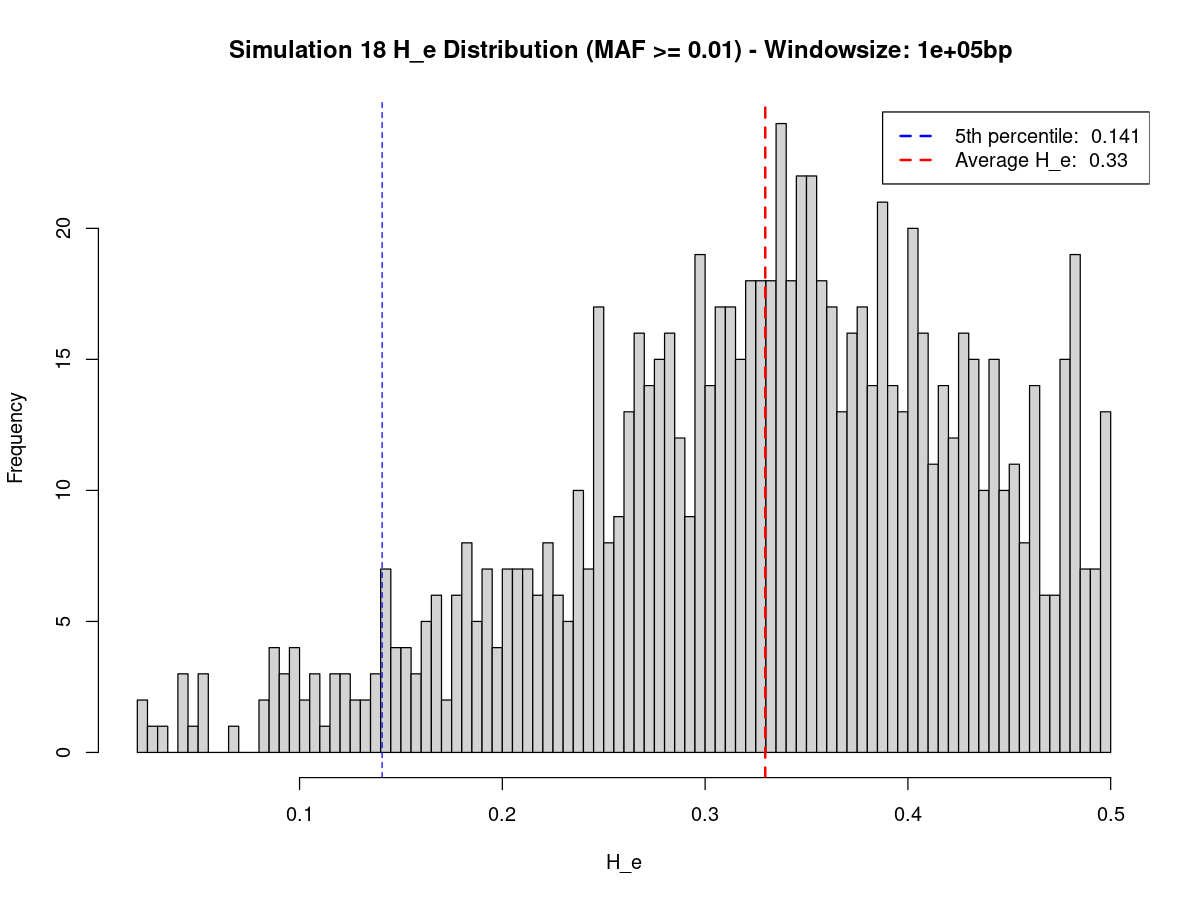 Simulation 18 H_e Distribution (MAF >= 0.01) - Windowsize: 1e+05bp
5th percentile:  0.141
Average H_e:  0.33
Frequency
20
15
10
5
0
0.1 0.2 0.3 0.4 0.5
H_e